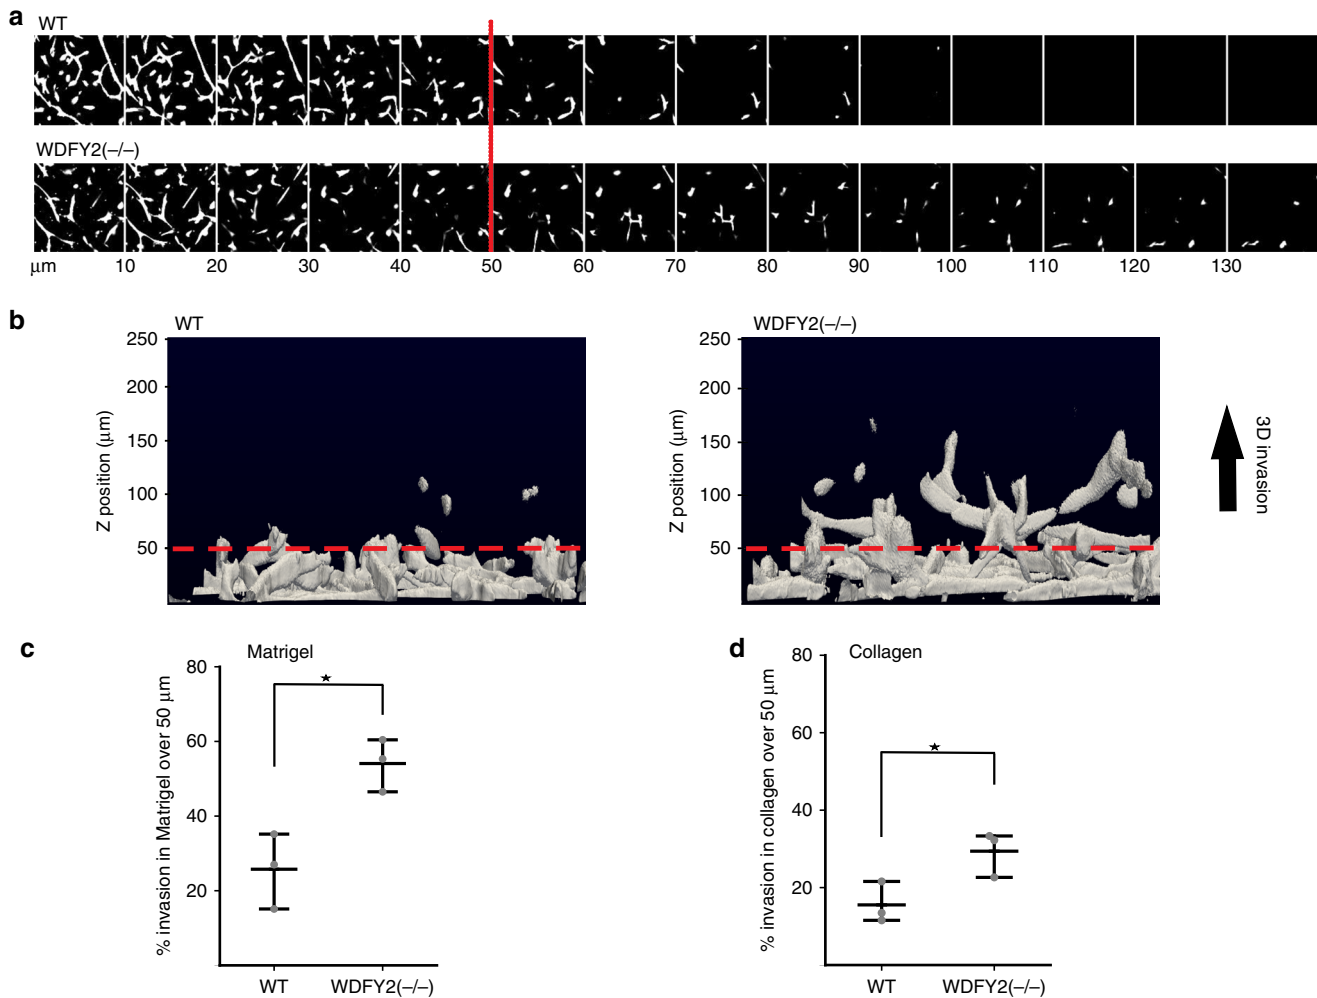 a
WT
WDFY2(–/–)
μm 10 20 30 40 50 60 70 80 90 100 110 120 130
b
WT
250
200
150
100
50
Z position (μm)
WDFY2(–/–)
250
200
150
100
50
Z position (μm)
3D invasion
c
Matrigel
80
60
40
20
% invasion in Matrigel over 50 μm
WT WDFY2(–/–)
d
Collagen
80
60
40
20
% invasion in collagen over 50 μm
WT WDFY2(–/–)